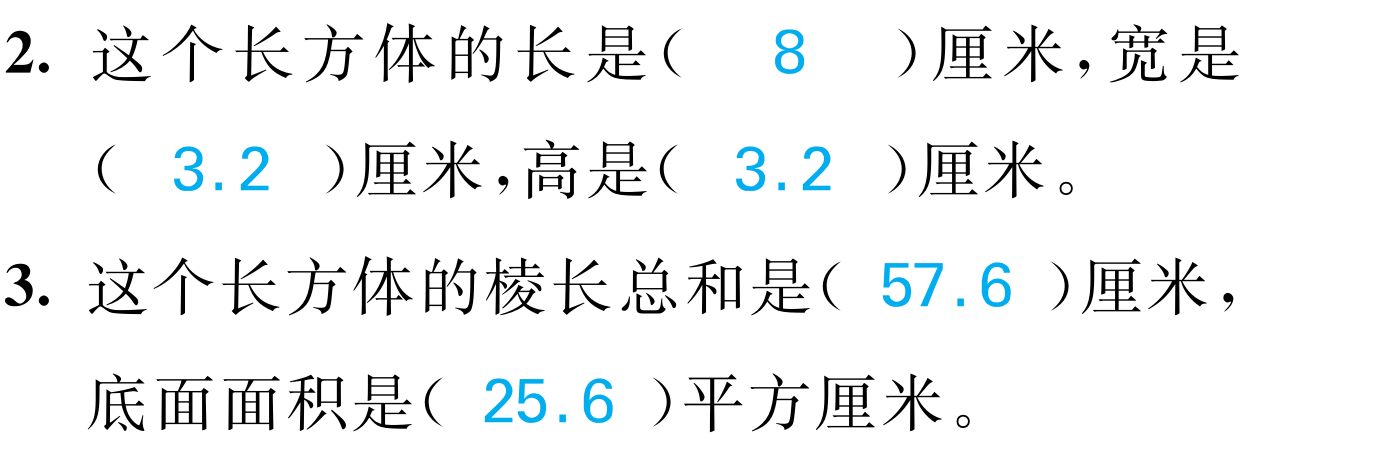 2. 这个长方体的长是( 8 )厘米,宽是
( 3.2 )厘米,高是( 3.2 )厘米。
3. 这个长方体的棱长总和是( 57.6 )厘米,
底面面积是( 25.6 )平方厘米。